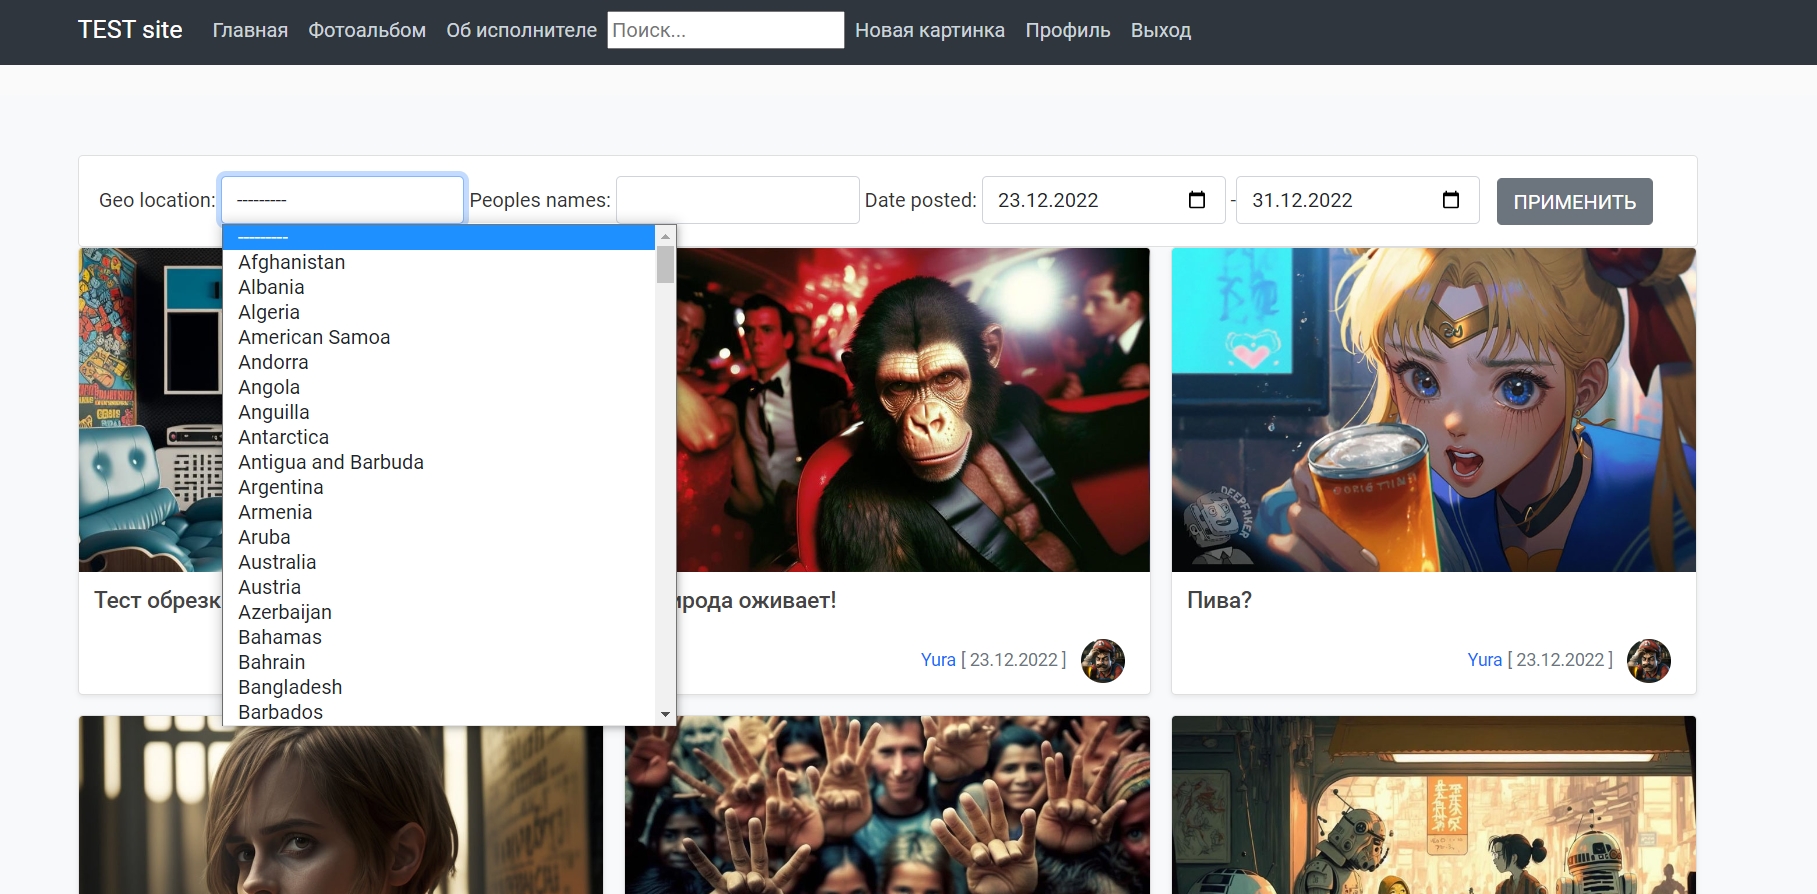 TEST site Главная Фотоальбом Об исполнителе Поиск... Новая картинка Профиль Выход
Geo location: --------- Peoples names: Date posted: 23.12.2022 - 31.12.2022 ПРИМЕНИТЬ
---------
Afghanistan
Albania
Algeria
American Samoa
Andorra
Angola
Anguilla
Antarctica
Antigua and Barbuda
Argentina
Armenia
Aruba
Australia
Austria
Azerbaijan
Bahamas
Bahrain
Bangladesh
Barbados
DEEPFAKER
Тест обрезк
ирода оживает!
Пива?
Yura [ 23.12.2022 ]
Yura [ 23.12.2022 ]